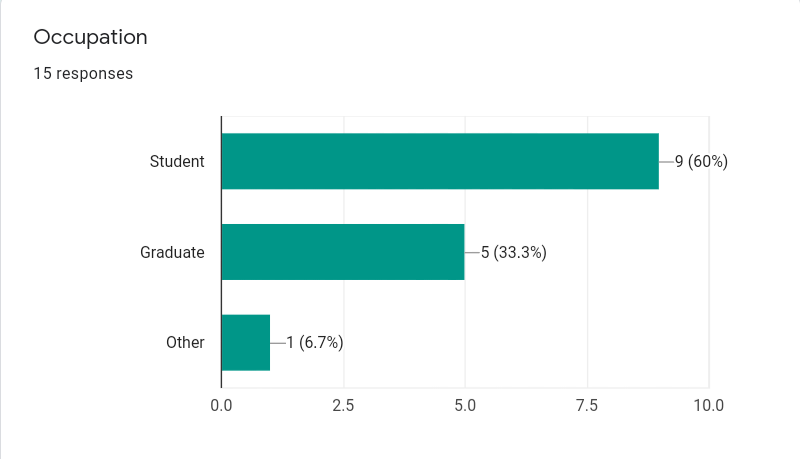 Occupation
15 responses
Student
9 (60%)
Graduate
5 (33.3%)
Other
1 (6.7%)
0.0 2.5 5.0 7.5 10.0